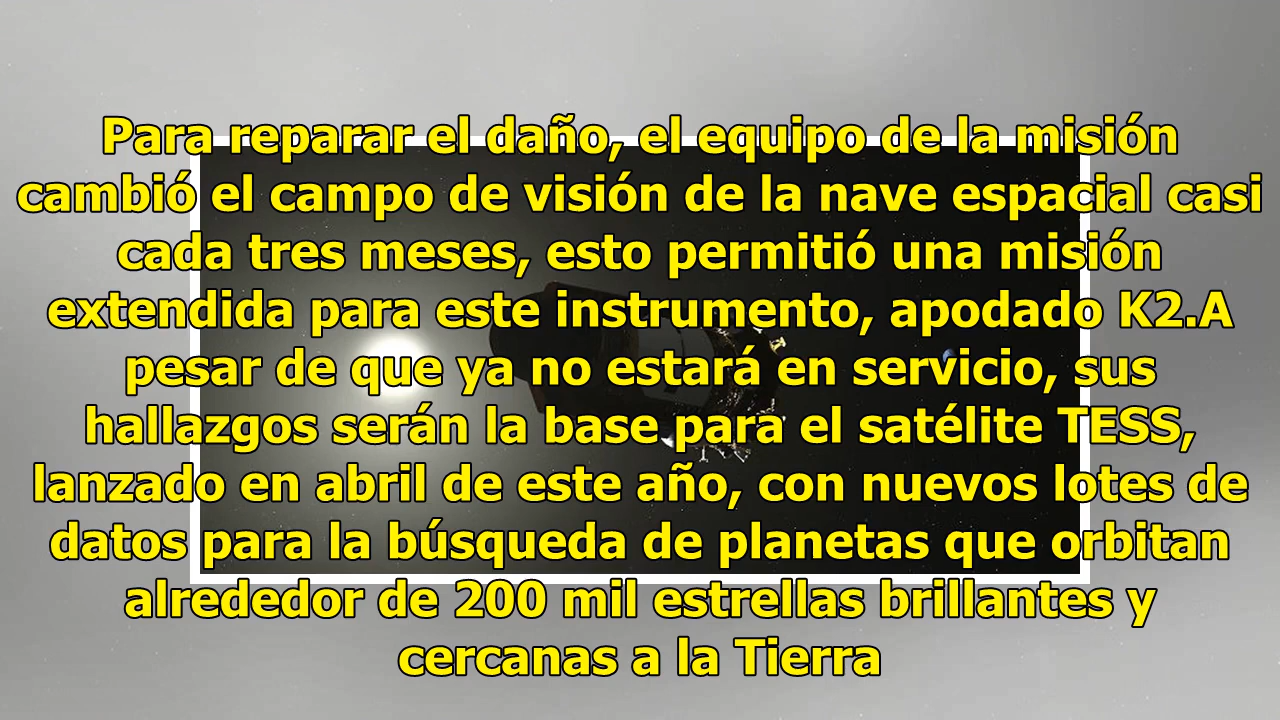 Para reparar el daño, el equipo de la misión
cambió el campo de visión de la nave espacial casi
cada tres meses, esto permitió una misión
extendida para este instrumento, apodado K2.A
pesar de que ya no estará en servicio, sus
hallazgos serán la base para el satélite TESS,
lanzado en abril de este año, con nuevos lotes de
datos para la búsqueda de planetas que orbitan
alrededor de 200 mil estrellas brillantes y
cercanas a la Tierra